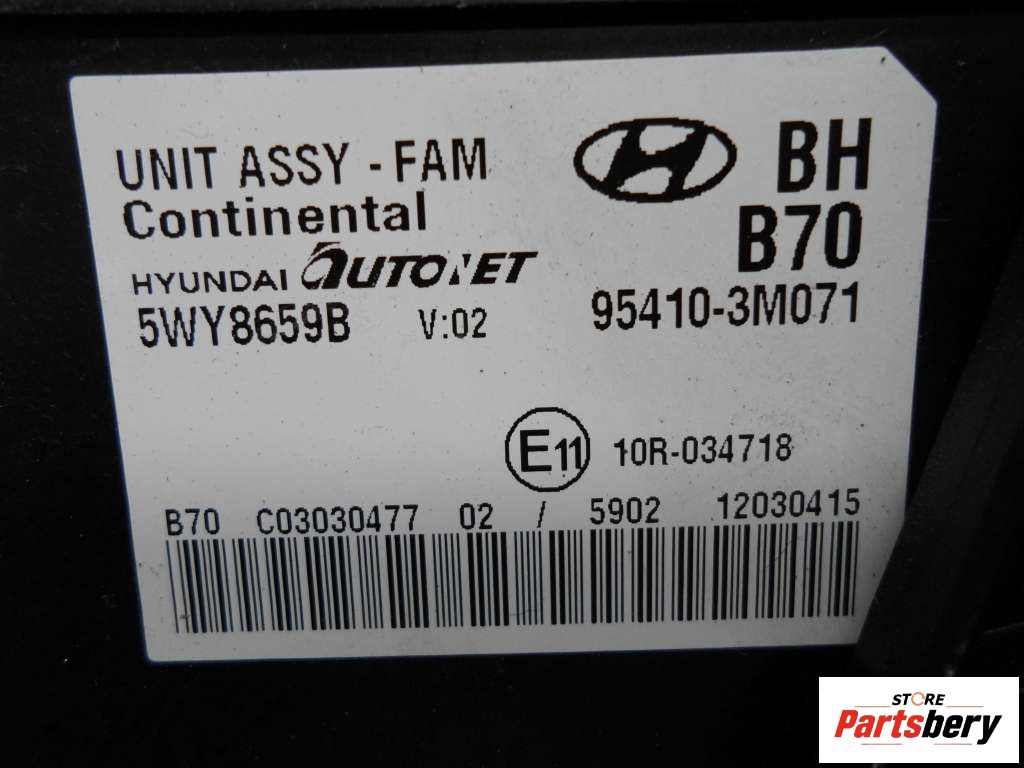 UNIT ASSY - FAM
BH
Continental
B70
HYUNDAI AUTONET
5WY8659B V:02 95410-3M071
E11 10R-034718
B70 C03030477 02 / 5902 12030415
STORE
Partsbery